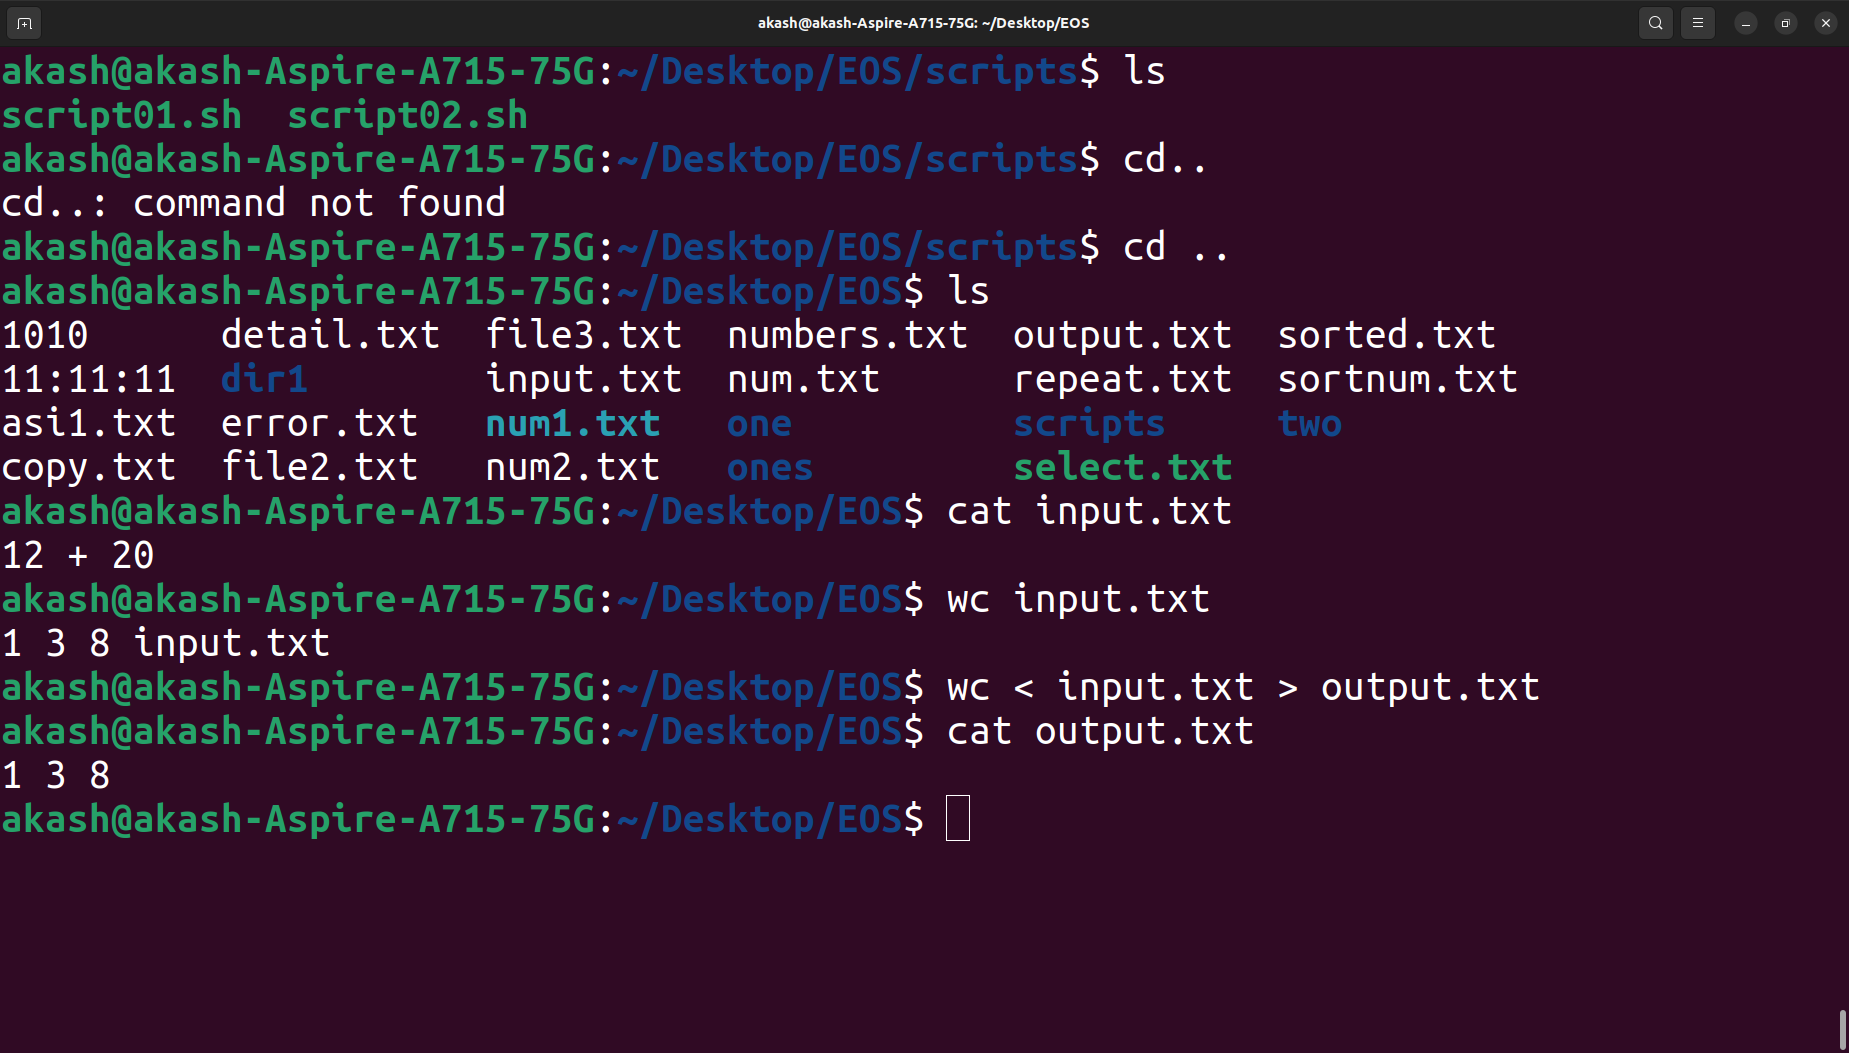 akash@akash-Aspire-A715-75G: ~/Desktop/EOS
akash@akash-Aspire-A715-75G:~/Desktop/EOS/scripts$ ls
script01.sh  script02.sh
akash@akash-Aspire-A715-75G:~/Desktop/EOS/scripts$ cd..
cd..: command not found
akash@akash-Aspire-A715-75G:~/Desktop/EOS/scripts$ cd ..
akash@akash-Aspire-A715-75G:~/Desktop/EOS$ ls
1010      detail.txt  file3.txt  numbers.txt  output.txt  sorted.txt
11:11:11  dir1        input.txt  num.txt      repeat.txt  sortnum.txt
asi1.txt  error.txt   num1.txt   one          scripts     two
copy.txt  file2.txt   num2.txt   ones         select.txt
akash@akash-Aspire-A715-75G:~/Desktop/EOS$ cat input.txt
12 + 20
akash@akash-Aspire-A715-75G:~/Desktop/EOS$ wc input.txt
1 3 8 input.txt
akash@akash-Aspire-A715-75G:~/Desktop/EOS$ wc < input.txt > output.txt
akash@akash-Aspire-A715-75G:~/Desktop/EOS$ cat output.txt
1 3 8
akash@akash-Aspire-A715-75G:~/Desktop/EOS$